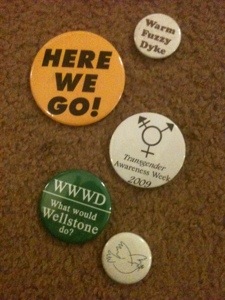 HERE
WE
GO!
Warm
Fuzzy
Dyke
Transgender
Awareness Week
2009
WWWD
What would
Wellstone
do?